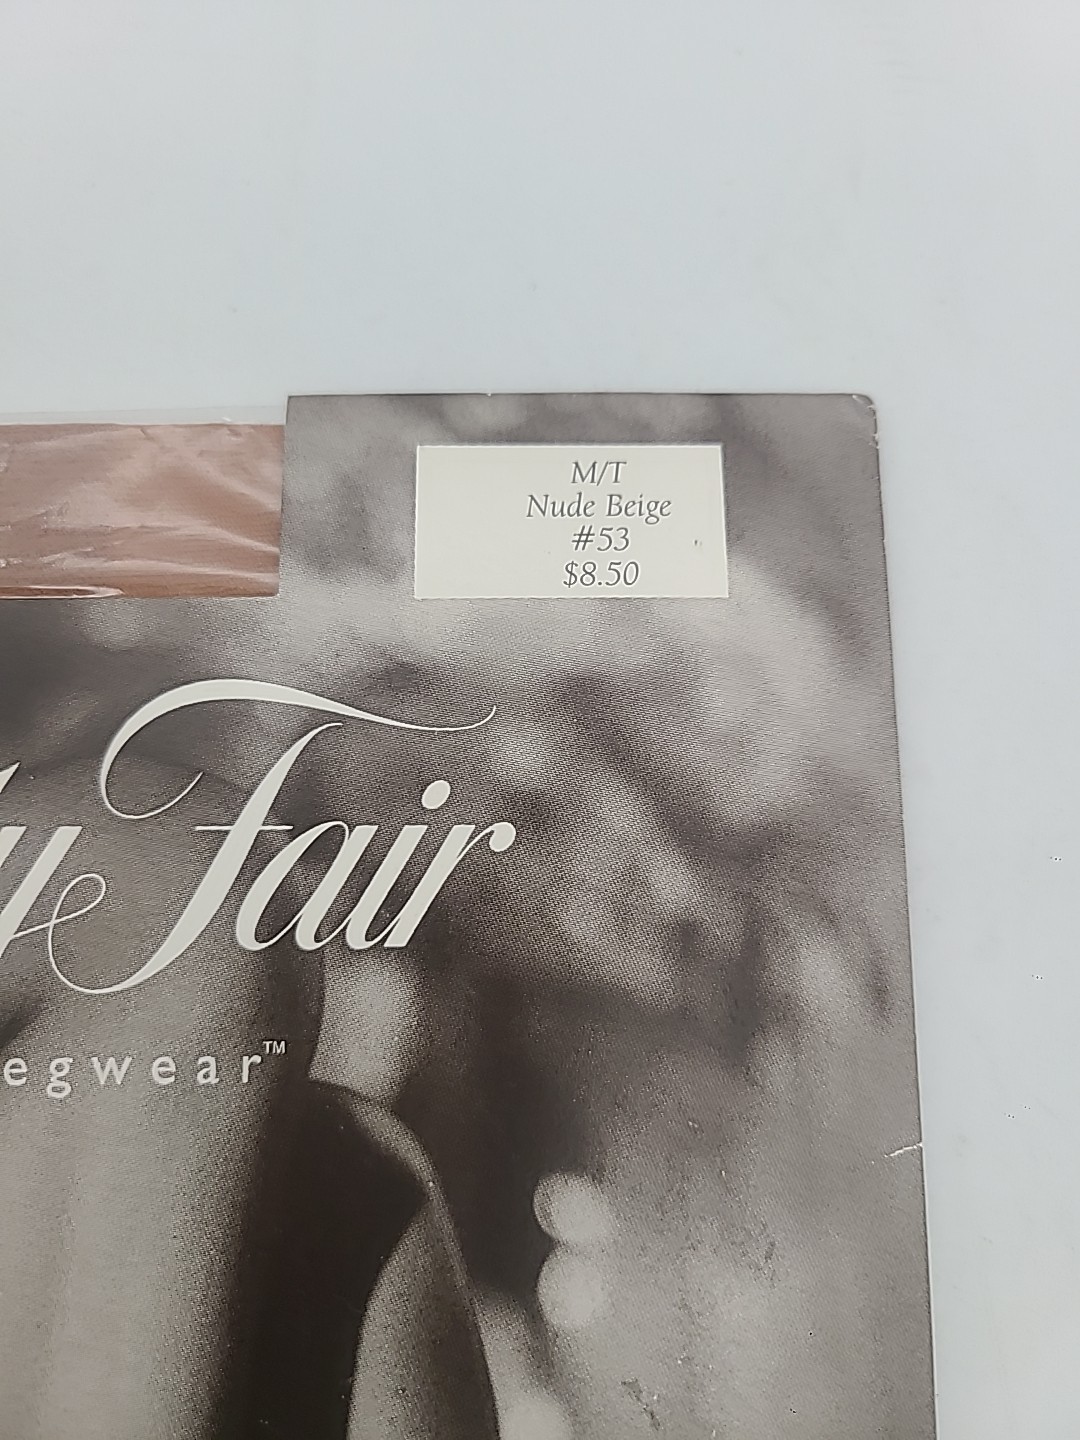 M/T
Nude Beige
#53
$8.50
y Fair
egwear™